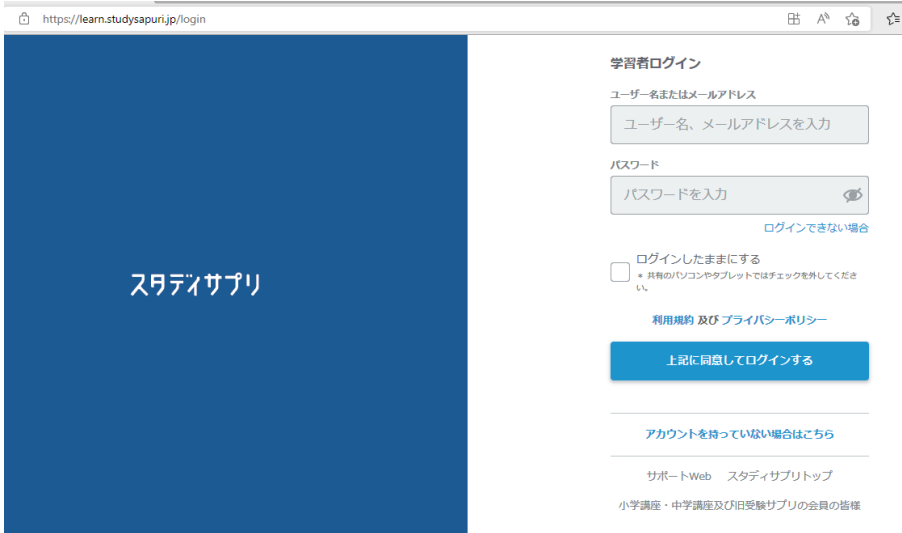 https://learn.studysapuri.jp/login
スタディサプリ
学習者ログイン
ユーザー名またはメールアドレス
ユーザー名、メールアドレスを入力
パスワード
パスワードを入力
ログインできない場合
ログインしたままにする
* 共有のパソコンやタブレットではチェックを外してくださ
い。
利用規約 及び プライバシーポリシー
上記に同意してログインする
アカウントを持っていない場合はこちら
サポートWeb スタディサプリトップ
小学講座・中学講座及び旧受験サプリの会員の皆様